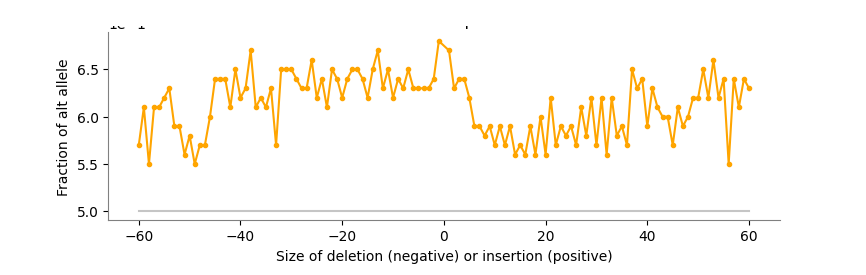 6.5
6.0
5.5
5.0
Fraction of alt allele
−60 −40 −20 0 20 40 60
Size of deletion (negative) or insertion (positive)